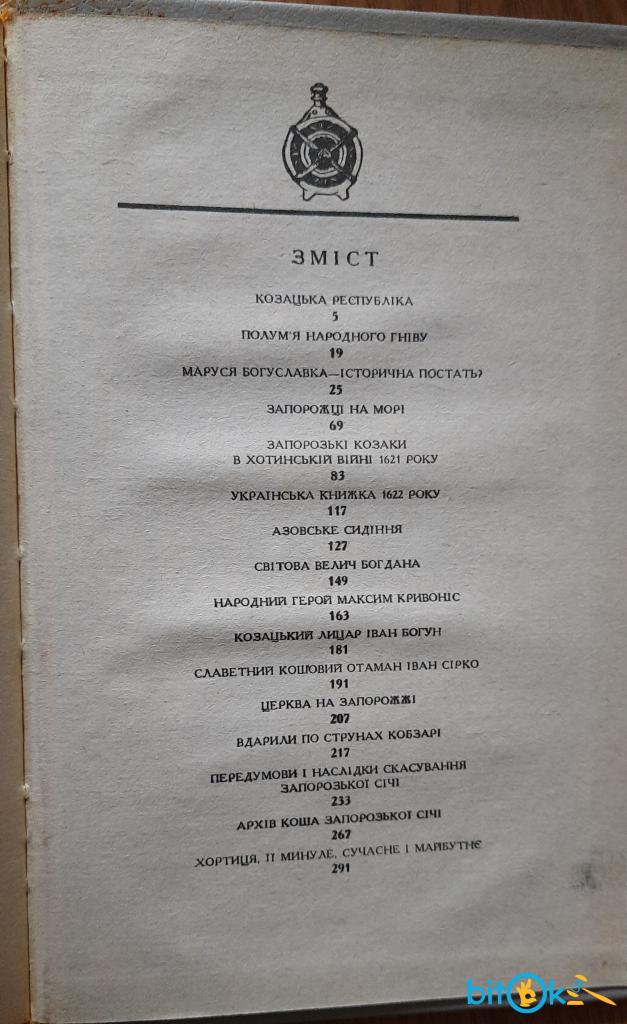 ЗМІСТ
КОЗАЦЬКА РЕСПУБЛІКА
5
ПОЛУМ'Я НАРОДНОГО ГНІВУ
19
МАРУСЯ БОГУСЛАВКА—ІСТОРИЧНА ПОСТАТЬ?
25
ЗАПОРОЖЦІ НА МОРІ
69
ЗАПОРОЗЬКІ КОЗАКИ
В ХОТИНСЬКІЙ ВІЙНІ 1621 РОКУ
83
УКРАЇНСЬКА КНИЖКА 1622 РОКУ
117
АЗОВСЬКЕ СИДІННЯ
127
СВІТОВА ВЕЛИЧ БОГДАНА
149
НАРОДНИЙ ГЕРОЙ МАКСИМ КРИВОНІС
163
КОЗАЦЬКИЙ ЛИЦАР ІВАН БОГУН
181
СЛАВЕТНИЙ КОШОВИЙ ОТАМАН ІВАН СІРКО
191
ЦЕРКВА НА ЗАПОРОЖЖІ
207
ВДАРИЛИ ПО СТРУНАХ КОБЗАРІ
217
ПЕРЕДУМОВИ І НАСЛІДКИ СКАСУВАННЯ
ЗАПОРОЗЬКОЇ СІЧІ
233
АРХІВ КОША ЗАПОРОЗЬКОЇ СІЧІ
267
ХОРТИЦЯ, ЇЇ МИНУЛЕ, СУЧАСНЕ І МАЙБУТНЄ
291
bitok